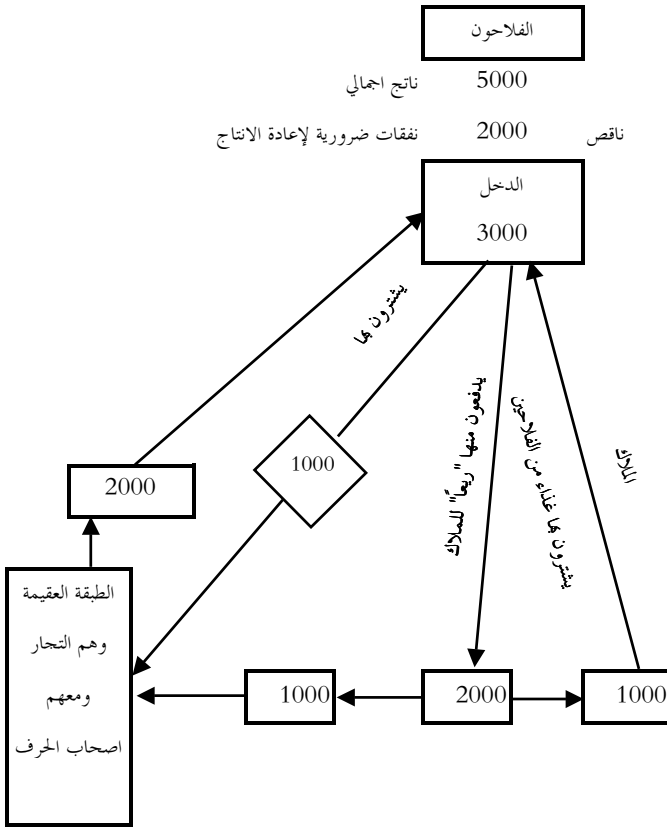 الفلاحون
5000 ناتج اجمالي
ناقص 2000 نفقات ضرورية لإعادة الانتاج
الدخل
3000
يشترون بها
يدفعون منها "ريعاً" للملاك
يشترون بها غذاء من الفلاحين
الملاك
1000
2000
الطبقة العقيمة
وهم التجار
ومعهم
اصحاب الحرف
1000
2000
1000